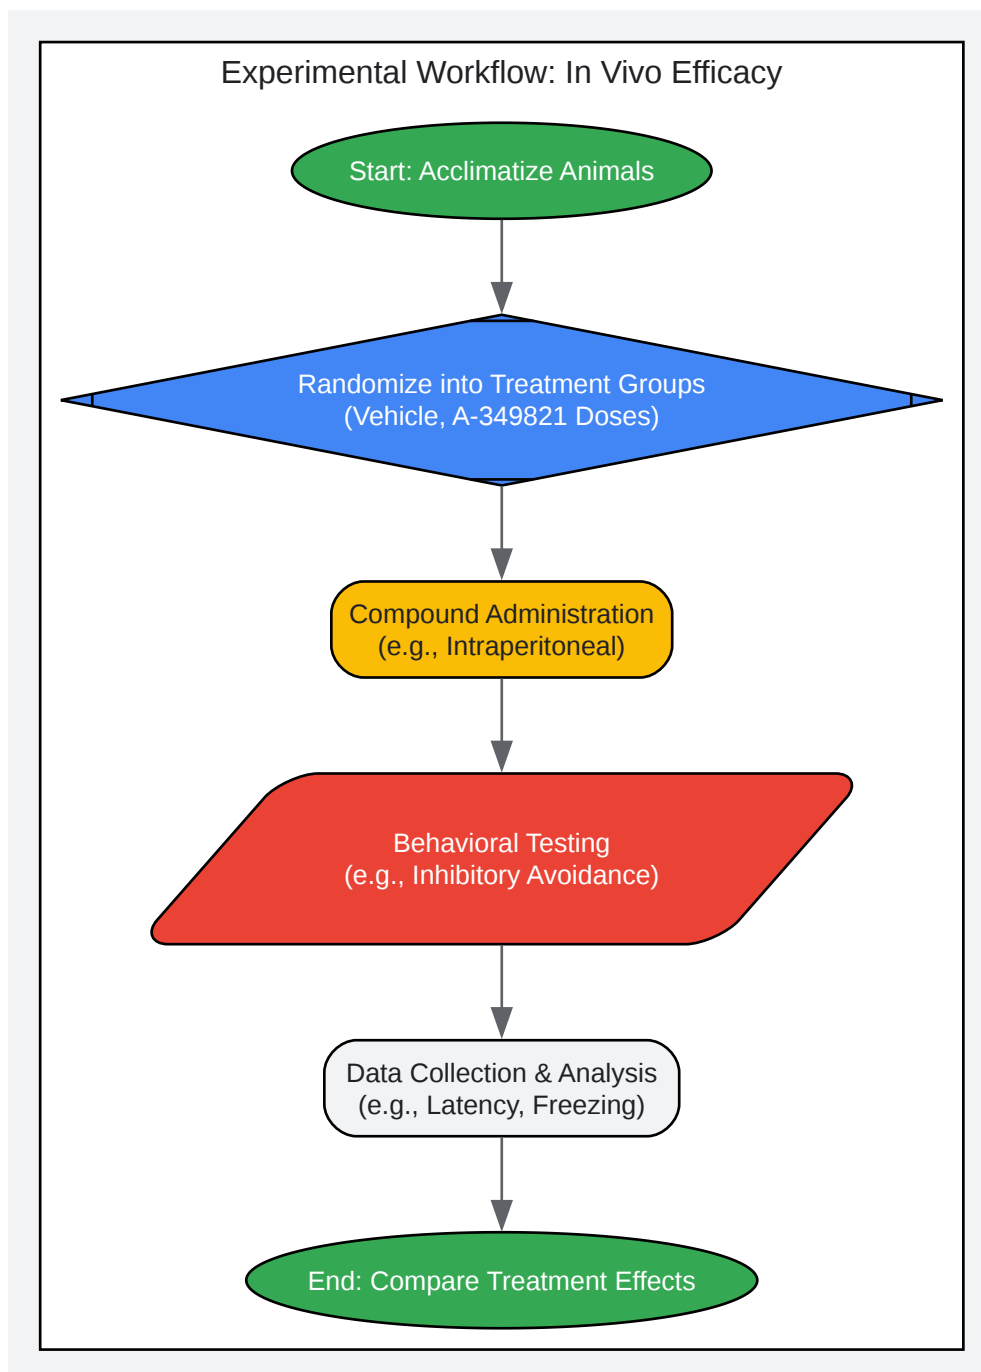 Experimental Workflow: In Vivo Efficacy
Start: Acclimatize Animals
Randomize into Treatment Groups
(Vehicle, A-349821 Doses)
Compound Administration
(e.g., Intraperitoneal)
Behavioral Testing
(e.g., Inhibitory Avoidance)
Data Collection & Analysis
(e.g., Latency, Freezing)
End: Compare Treatment Effects